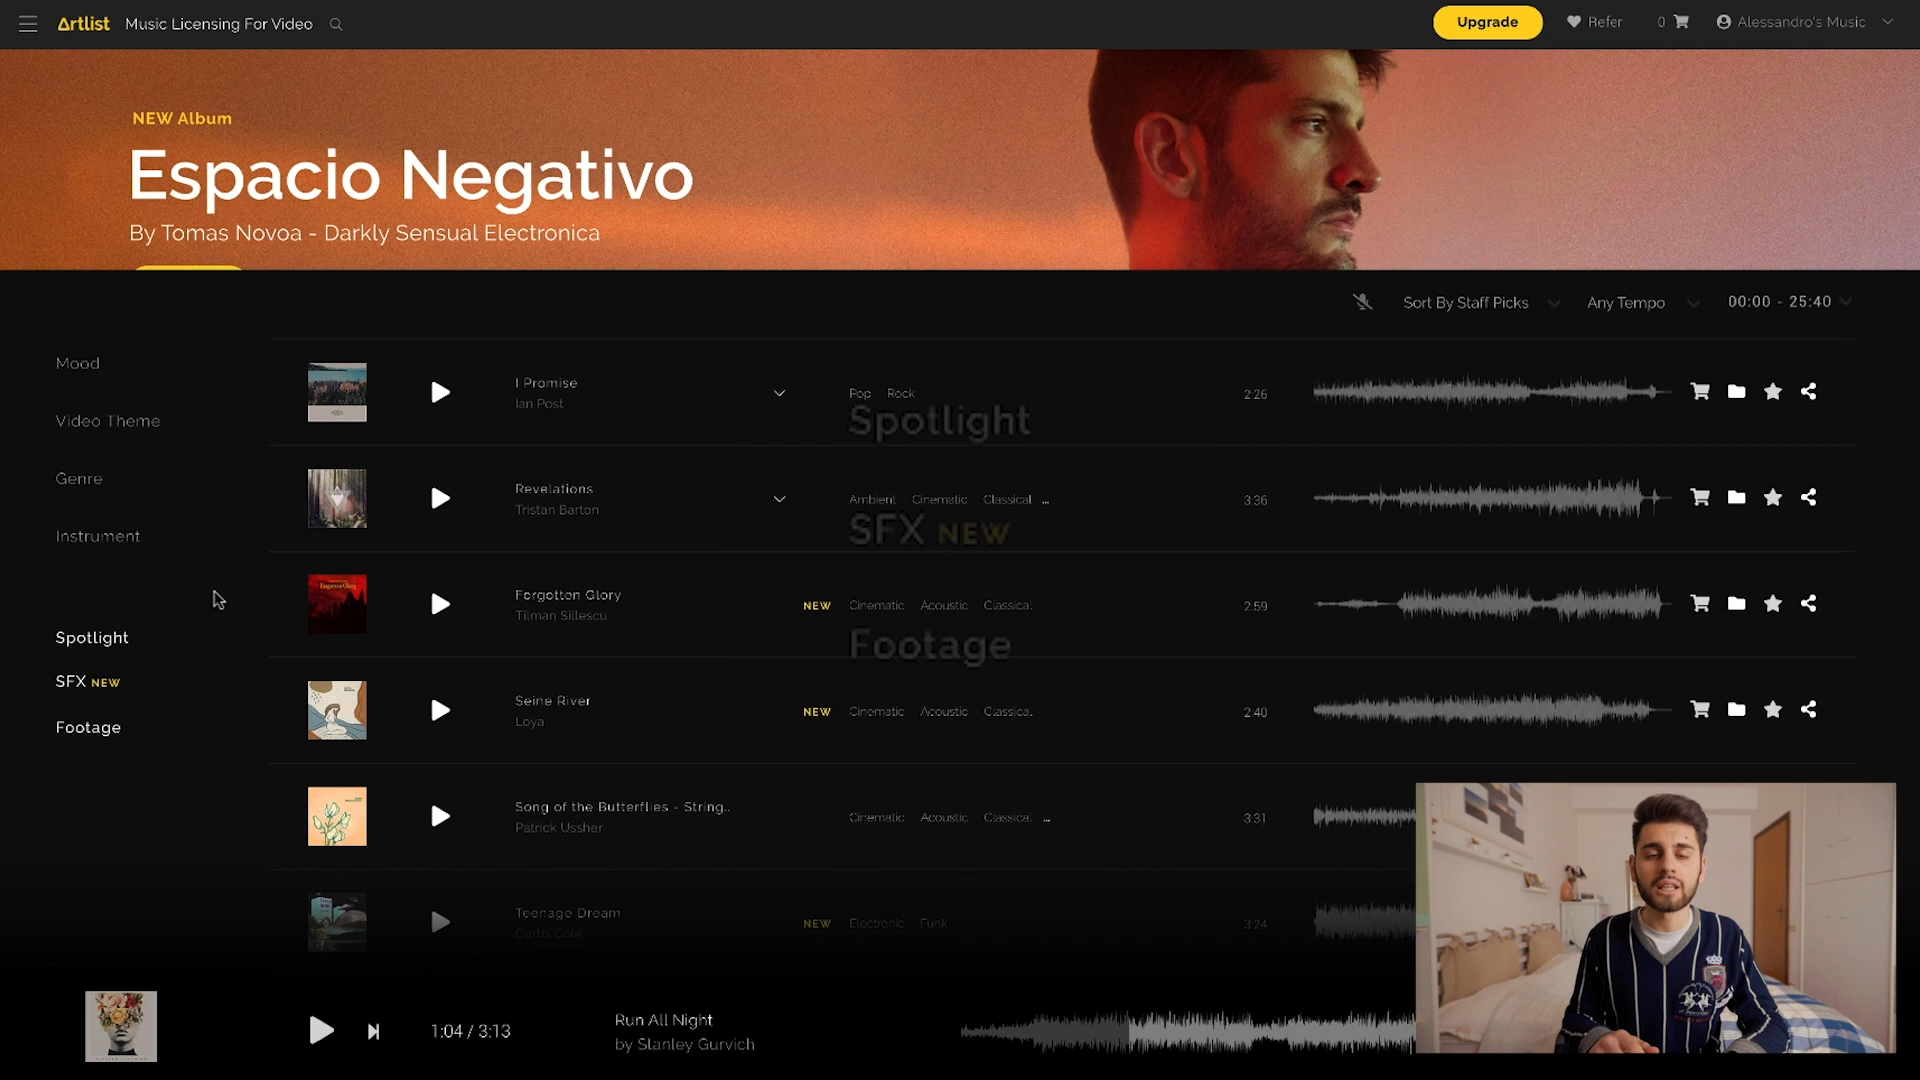 Artlist Music Licensing For Video
Upgrade
Refer
0
Alessandro's Music
NEW Album
Espacio Negativo
By Tomas Novoa - Darkly Sensual Electronica
Sort By Staff Picks
Any Tempo
00:00 - 25:40
Mood
Video Theme
Genre
Instrument
Spotlight
SFX NEW
Footage
I Promise
Ian Post
Pop Rock
2:26
Spotlight
Revelations
Tristan Barton
Ambient Cinematic Classical ...
3:36
SFX NEW
Forgotten Glory
Tilman Sillescu
NEW
Cinematic Acoustic Classical
2:59
Footage
Seine River
Loya
NEW
Cinematic Acoustic Classical
2:40
Song of the Butterflies - String..
Patrick Ussher
Cinematic Acoustic Classical ...
3:31
Teenage Dream
Curtis Cole
NEW
Electronic Funk
3:24
1:04 / 3:13
Run All Night
by Stanley Gurvich